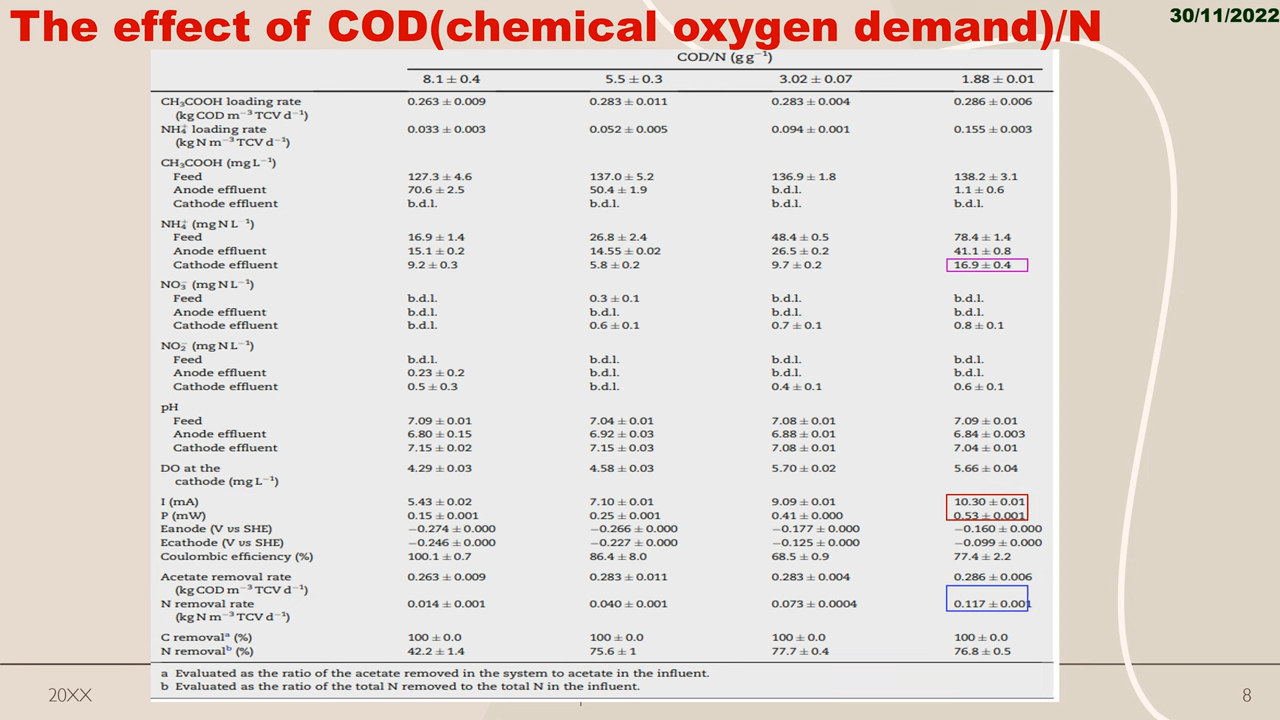 The effect of COD(chemical oxygen demand)/N
30/11/2022
COD/N (g g⁻¹)
8.1 ± 0.4 5.5 ± 0.3 3.02 ± 0.07 1.88 ± 0.01
CH₃COOH loading rate 0.263 ± 0.009 0.283 ± 0.011 0.283 ± 0.004 0.286 ± 0.006
(kg COD m⁻³ TCV d⁻¹)
NH₄⁺ loading rate 0.033 ± 0.003 0.052 ± 0.005 0.094 ± 0.001 0.155 ± 0.003
(kg N m⁻³ TCV d⁻¹)
CH₃COOH (mg L⁻¹)
Feed 127.3 ± 4.6 137.0 ± 5.2 136.9 ± 1.8 138.2 ± 3.1
Anode effluent 70.6 ± 2.5 50.4 ± 1.9 b.d.l. 1.1 ± 0.6
Cathode effluent b.d.l. b.d.l. b.d.l. b.d.l.
NH₄⁺ (mg N L⁻¹)
Feed 16.9 ± 1.4 26.8 ± 2.4 48.4 ± 0.5 78.4 ± 1.4
Anode effluent 15.1 ± 0.2 14.55 ± 0.02 26.5 ± 0.2 41.1 ± 0.8
Cathode effluent 9.2 ± 0.3 5.8 ± 0.2 9.7 ± 0.2 16.9 ± 0.4
NO₃⁻ (mg N L⁻¹)
Feed b.d.l. 0.3 ± 0.1 b.d.l. b.d.l.
Anode effluent b.d.l. b.d.l. b.d.l. b.d.l.
Cathode effluent b.d.l. 0.6 ± 0.1 0.7 ± 0.1 0.8 ± 0.1
NO₂⁻ (mg N L⁻¹)
Feed b.d.l. b.d.l. b.d.l. b.d.l.
Anode effluent 0.23 ± 0.2 b.d.l. b.d.l. b.d.l.
Cathode effluent 0.5 ± 0.3 b.d.l. 0.4 ± 0.1 0.6 ± 0.1
pH
Feed 7.09 ± 0.01 7.04 ± 0.01 7.08 ± 0.01 7.09 ± 0.01
Anode effluent 6.80 ± 0.15 6.92 ± 0.03 6.88 ± 0.01 6.84 ± 0.003
Cathode effluent 7.15 ± 0.02 7.15 ± 0.03 7.08 ± 0.01 7.04 ± 0.01
DO at the 4.29 ± 0.03 4.58 ± 0.03 5.70 ± 0.02 5.66 ± 0.04
cathode (mg L⁻¹)
I (mA) 5.43 ± 0.02 7.10 ± 0.01 9.09 ± 0.01 10.30 ± 0.01
P (mW) 0.15 ± 0.001 0.25 ± 0.001 0.41 ± 0.000 0.53 ± 0.001
Eanode (V vs SHE) −0.274 ± 0.000 −0.266 ± 0.000 −0.177 ± 0.000 −0.160 ± 0.000
Ecathode (V vs SHE) −0.246 ± 0.000 −0.227 ± 0.000 −0.125 ± 0.000 −0.099 ± 0.000
Coulombic efficiency (%) 100.1 ± 0.7 86.4 ± 8.0 68.5 ± 0.9 77.4 ± 2.2
Acetate removal rate 0.263 ± 0.009 0.283 ± 0.011 0.283 ± 0.004 0.286 ± 0.006
(kg COD m⁻³ TCV d⁻¹)
N removal rate 0.014 ± 0.001 0.040 ± 0.001 0.073 ± 0.0004 0.117 ± 0.001
(kg N m⁻³ TCV d⁻¹)
C removalᵃ (%) 100 ± 0.0 100 ± 0.0 100 ± 0.0 100 ± 0.0
N removalᵇ (%) 42.2 ± 1.4 75.6 ± 1 77.7 ± 0.4 76.8 ± 0.5
a Evaluated as the ratio of the acetate removed in the system to acetate in the influent.
b Evaluated as the ratio of the total N removed to the total N in the influent.
20XX
8